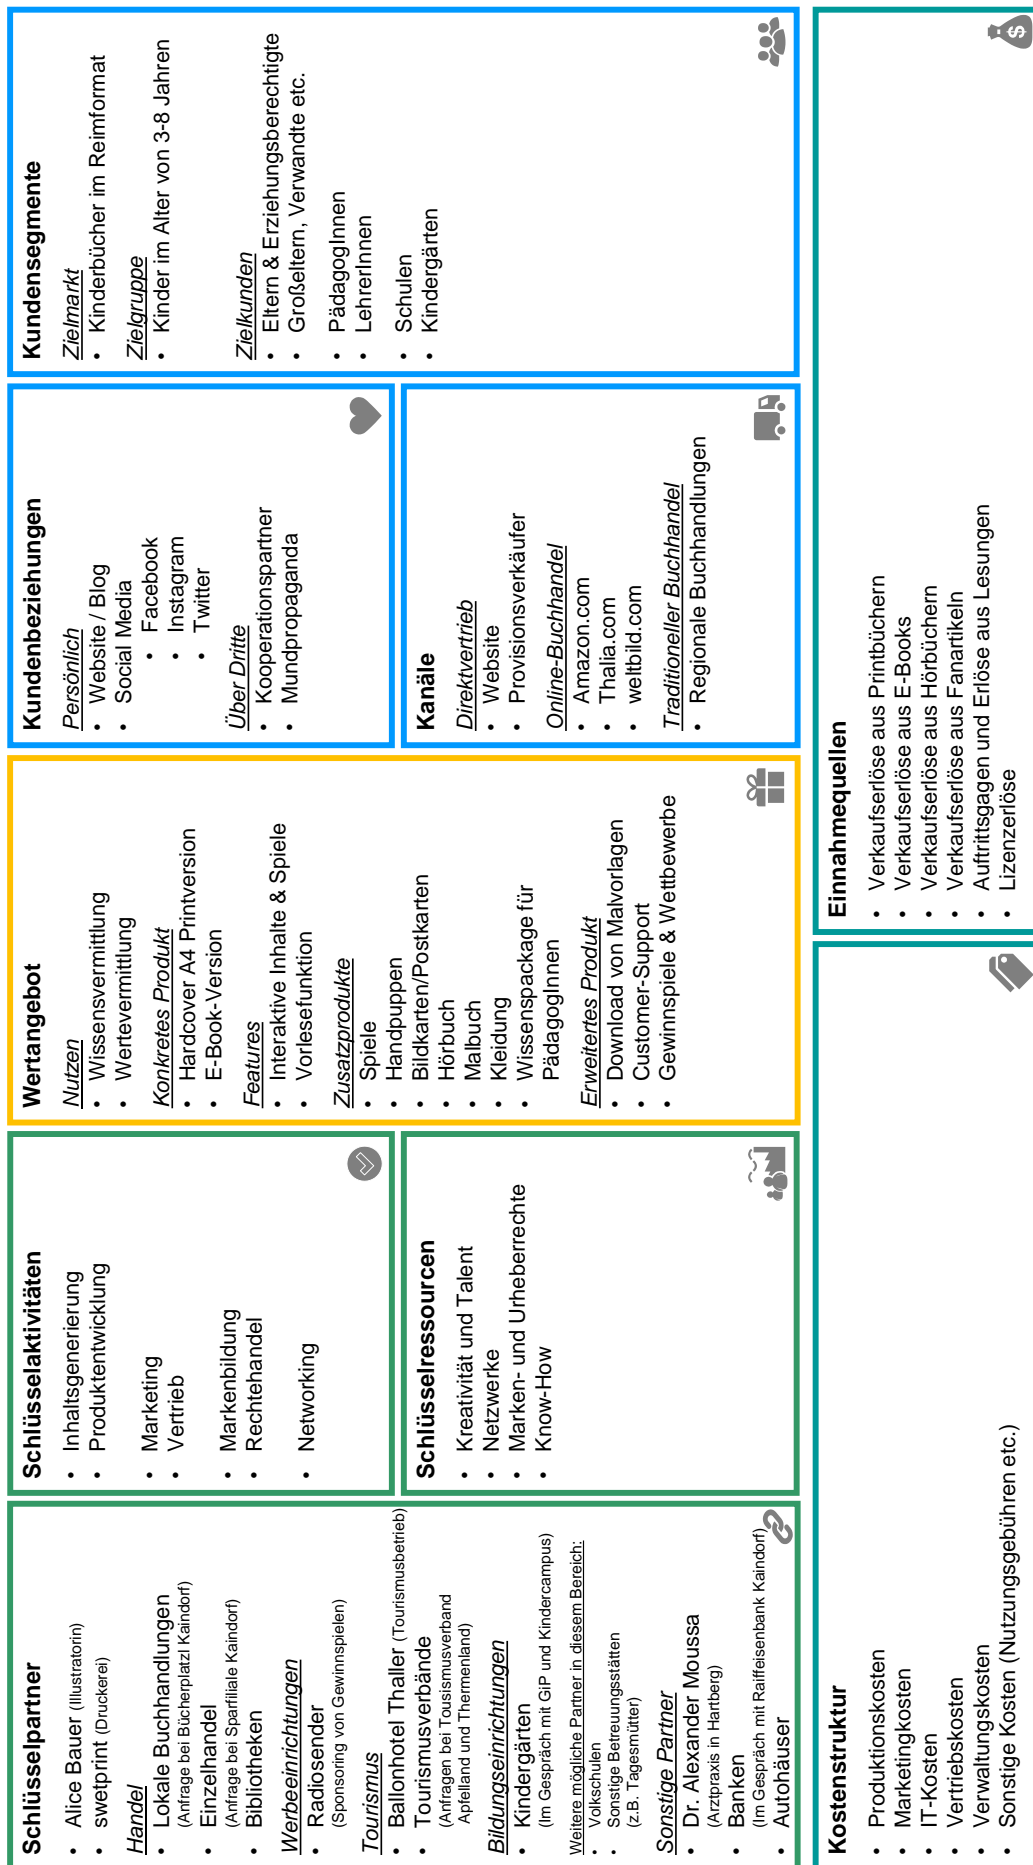 Schlüsselpartner
• Alice Bauer (Illustratorin)
• swetprint (Druckerei)
Handel
• Lokale Buchhandlungen
(Anfrage bei Bücherplatzl Kaindorf)
• Einzelhandel
(Anfrage bei Sparfiliale Kaindorf)
• Bibliotheken
Werbeeinrichtungen
• Radiosender
(Sponsoring von Gewinnspielen)
Tourismus
• Ballonhotel Thaller (Tourismusbetrieb)
• Tourismusverbände
(Anfragen bei Tousismusverband
Apfelland und Thermenland)
Bildungseinrichtungen
• Kindergärten
(Im Gespräch mit GiP und Kindercampus)
Weitere mögliche Partner in diesem Bereich:
• Volkschulen
• Sonstige Betreuungsstätten
(z.B. Tagesmütter)
Sonstige Partner
• Dr. Alexander Moussa
(Arztpraxis in Hartberg)
• Banken
(Im Gespräch mit Raiffeisenbank Kaindorf)
• Autohäuser
Schlüsselaktivitäten
• Inhaltsgenerierung
• Produktentwicklung
• Marketing
• Vertrieb
• Markenbildung
• Rechtehandel
• Networking
Schlüsselressourcen
• Kreativität und Talent
• Netzwerke
• Marken- und Urheberrechte
• Know-How
Wertangebot
Nutzen
• Wissensvermittlung
• Wertevermittlung
Konkretes Produkt
• Hardcover A4 Printversion
• E-Book-Version
Features
• Interaktive Inhalte & Spiele
• Vorlesefunktion
Zusatzprodukte
• Spiele
• Handpuppen
• Bildkarten/Postkarten
• Hörbuch
• Malbuch
• Kleidung
• Wissenspackage für
PädagogInnen
Erweitertes Produkt
• Download von Malvorlagen
• Customer-Support
• Gewinnspiele & Wettbewerbe
Kundenbeziehungen
Persönlich
• Website / Blog
• Social Media
• Facebook
• Instagram
• Twitter
Über Dritte
• Kooperationspartner
• Mundpropaganda
Kanäle
Direktvertrieb
• Website
• Provisionsverkäufer
Online-Buchhandel
• Amazon.com
• Thalia.com
• weltbild.com
Traditioneller Buchhandel
• Regionale Buchhandlungen
Kundensegmente
Zielmarkt
• Kinderbücher im Reimformat
Zielgruppe
• Kinder im Alter von 3-8 Jahren
Zielkunden
• Eltern & Erziehungsberechtigte
• Großeltern, Verwandte etc.
• PädagogInnen
• LehrerInnen
• Schulen
• Kindergärten
Kostenstruktur
• Produktionskosten
• Marketingkosten
• IT-Kosten
• Vertriebskosten
• Verwaltungskosten
• Sonstige Kosten (Nutzungsgebühren etc.)
Einnahmequellen
• Verkaufserlöse aus Printbüchern
• Verkaufserlöse aus E-Books
• Verkaufserlöse aus Hörbüchern
• Verkaufserlöse aus Fanartikeln
• Auftrittsgagen und Erlöse aus Lesungen
• Lizenzerlöse
$